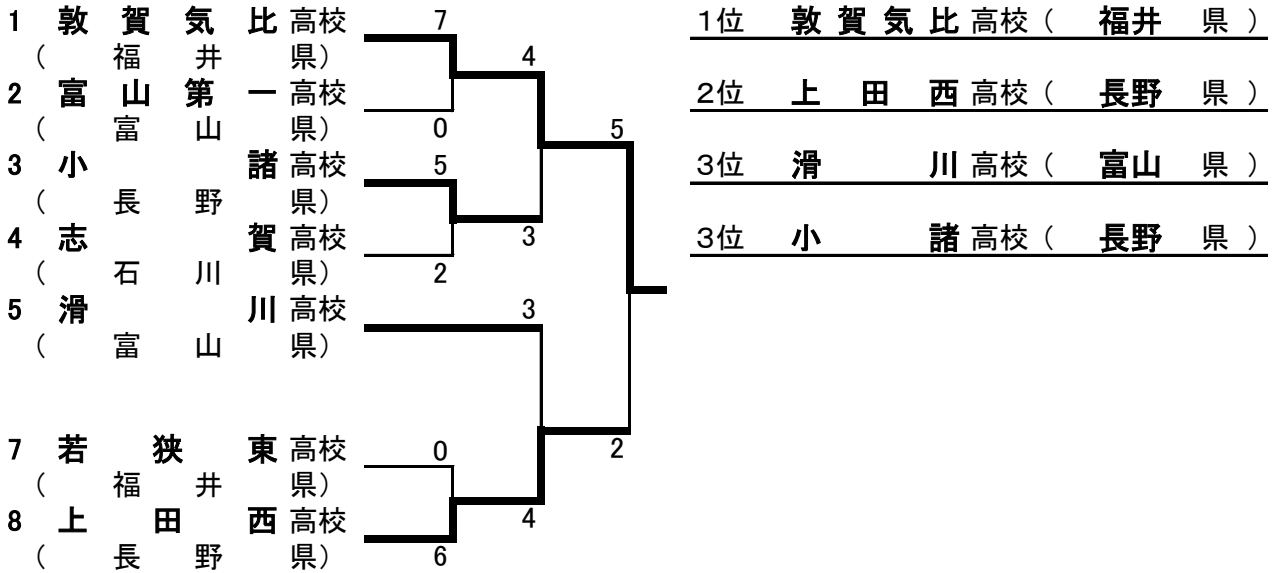 1 敦賀気比高校 7 1位 敦賀気比高校（ 福井 県 ）
（ 福井県） 4
2 富山第一高校 2位 上田西高校（ 長野 県 ）
（ 富山県） 0 5
3 小諸高校 5 3位 滑川高校（ 富山 県 ）
（ 長野県）
4 志賀高校 3 3位 小諸高校（ 長野 県 ）
（ 石川県） 2
5 滑川高校 3
（ 富山県）
7 若狭東高校 0 2
（ 福井県）
8 上田西高校 4
（ 長野県） 6